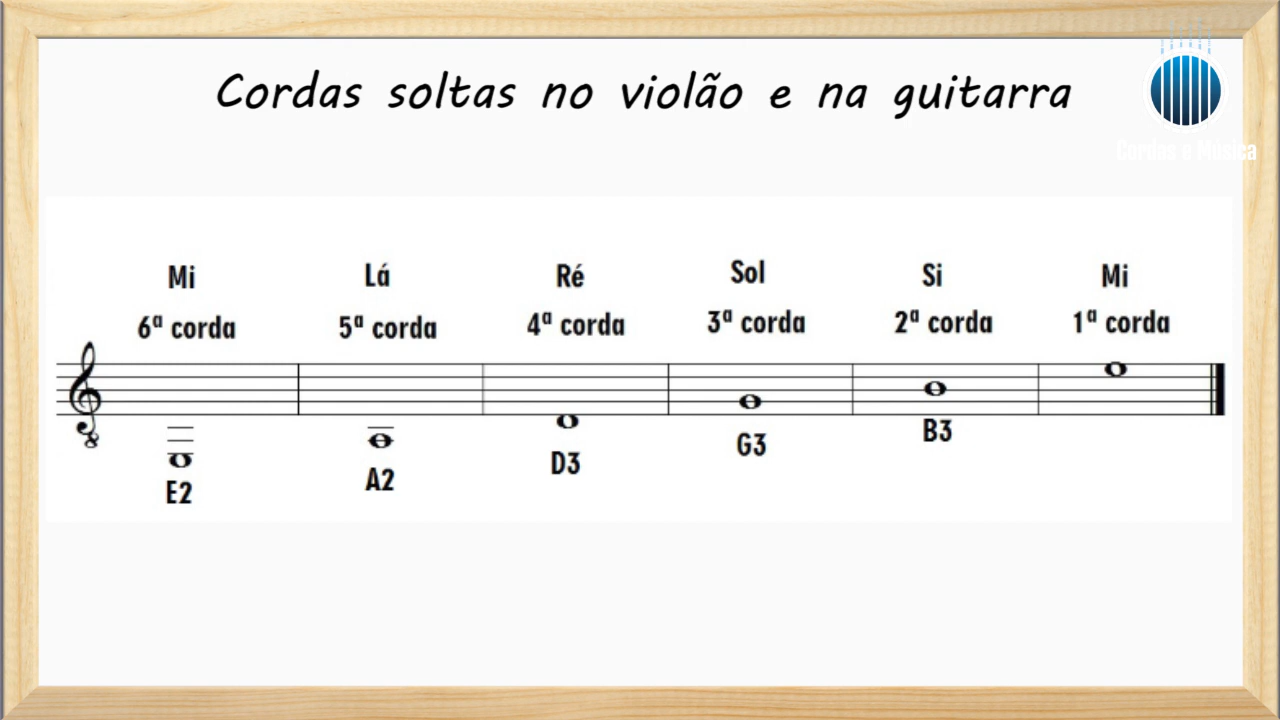 Cordas soltas no violão e na guitarra
Cordas e Música
Mi Lá Ré Sol Si Mi
6ª corda 5ª corda 4ª corda 3ª corda 2ª corda 1ª corda
8
E2 A2 D3 G3 B3